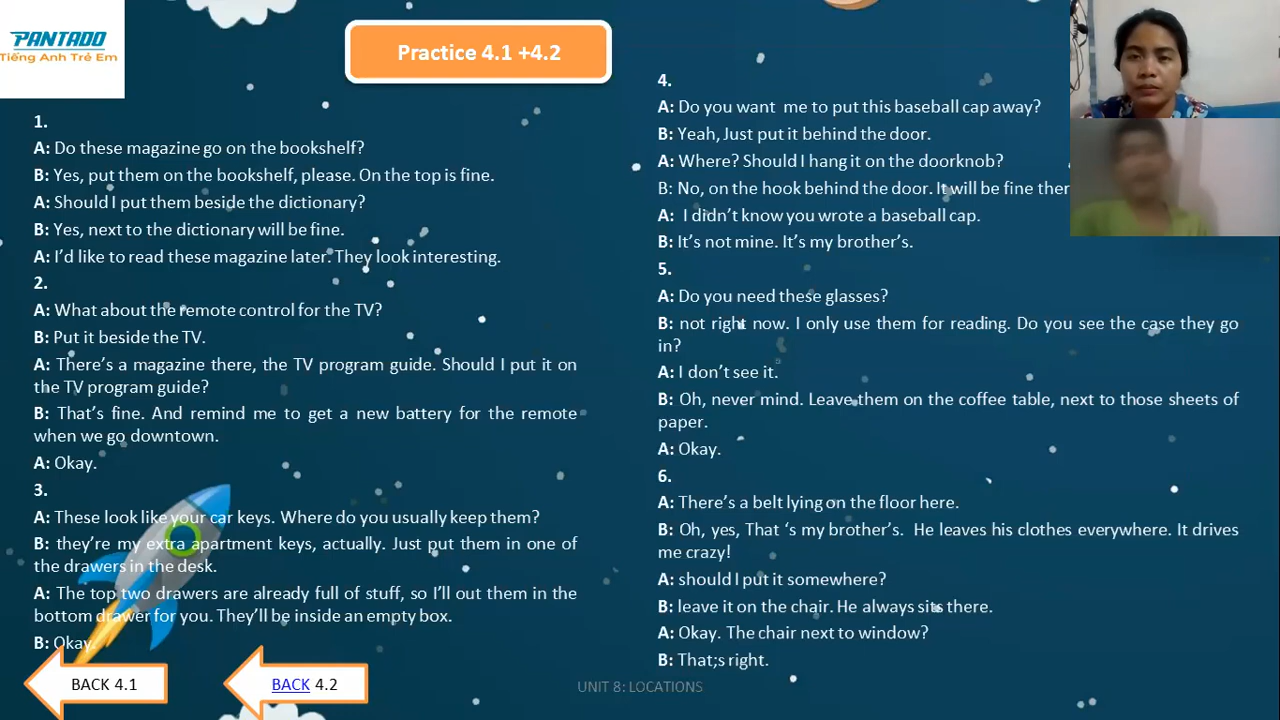 PANTADO
Tiếng Anh Trẻ Em
Practice 4.1 +4.2
1.
A: Do these magazine go on the bookshelf?
B: Yes, put them on the bookshelf, please. On the top is fine.
A: Should I put them beside the dictionary?
B: Yes, next to the dictionary will be fine.
A: I'd like to read these magazine later. They look interesting.
2.
A: What about the remote control for the TV?
B: Put it beside the TV.
A: There's a magazine there, the TV program guide. Should I put it on
the TV program guide?
B: That's fine. And remind me to get a new battery for the remote
when we go downtown.
A: Okay.
3.
A: These look like your car keys. Where do you usually keep them?
B: they're my extra apartment keys, actually. Just put them in one of
the drawers in the desk.
A: The top two drawers are already full of stuff, so I'll out them in the
bottom drawer for you. They'll be inside an empty box.
B: Okay.
BACK 4.1
BACK 4.2
4.
A: Do you want me to put this baseball cap away?
B: Yeah, Just put it behind the door.
A: Where? Should I hang it on the doorknob?
B: No, on the hook behind the door. It will be fine ther
A: I didn't know you wrote a baseball cap.
B: It's not mine. It's my brother's.
5.
A: Do you need these glasses?
B: not right now. I only use them for reading. Do you see the case they go
in?
A: I don't see it.
B: Oh, never mind. Leave them on the coffee table, next to those sheets of
paper.
A: Okay.
6.
A: There's a belt lying on the floor here.
B: Oh, yes, That 's my brother's. He leaves his clothes everywhere. It drives
me crazy!
A: should I put it somewhere?
B: leave it on the chair. He always sits there.
A: Okay. The chair next to window?
B: That;s right.
UNIT 8: LOCATIONS